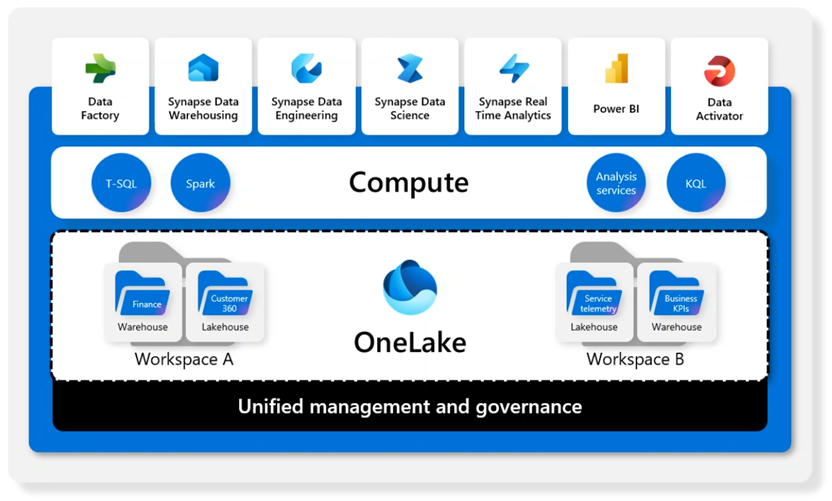 Data
Factory
Synapse Data
Warehousing
Synapse Data
Engineering
Synapse Data
Science
Synapse Real
Time Analytics
Power BI
Data
Activator
T-SQL
Spark
Compute
Analysis
services
KQL
Finance
Warehouse
Customer
360
Lakehouse
Workspace A
OneLake
Service
telemetry
Lakehouse
Business
KPIs
Warehouse
Workspace B
Unified management and governance